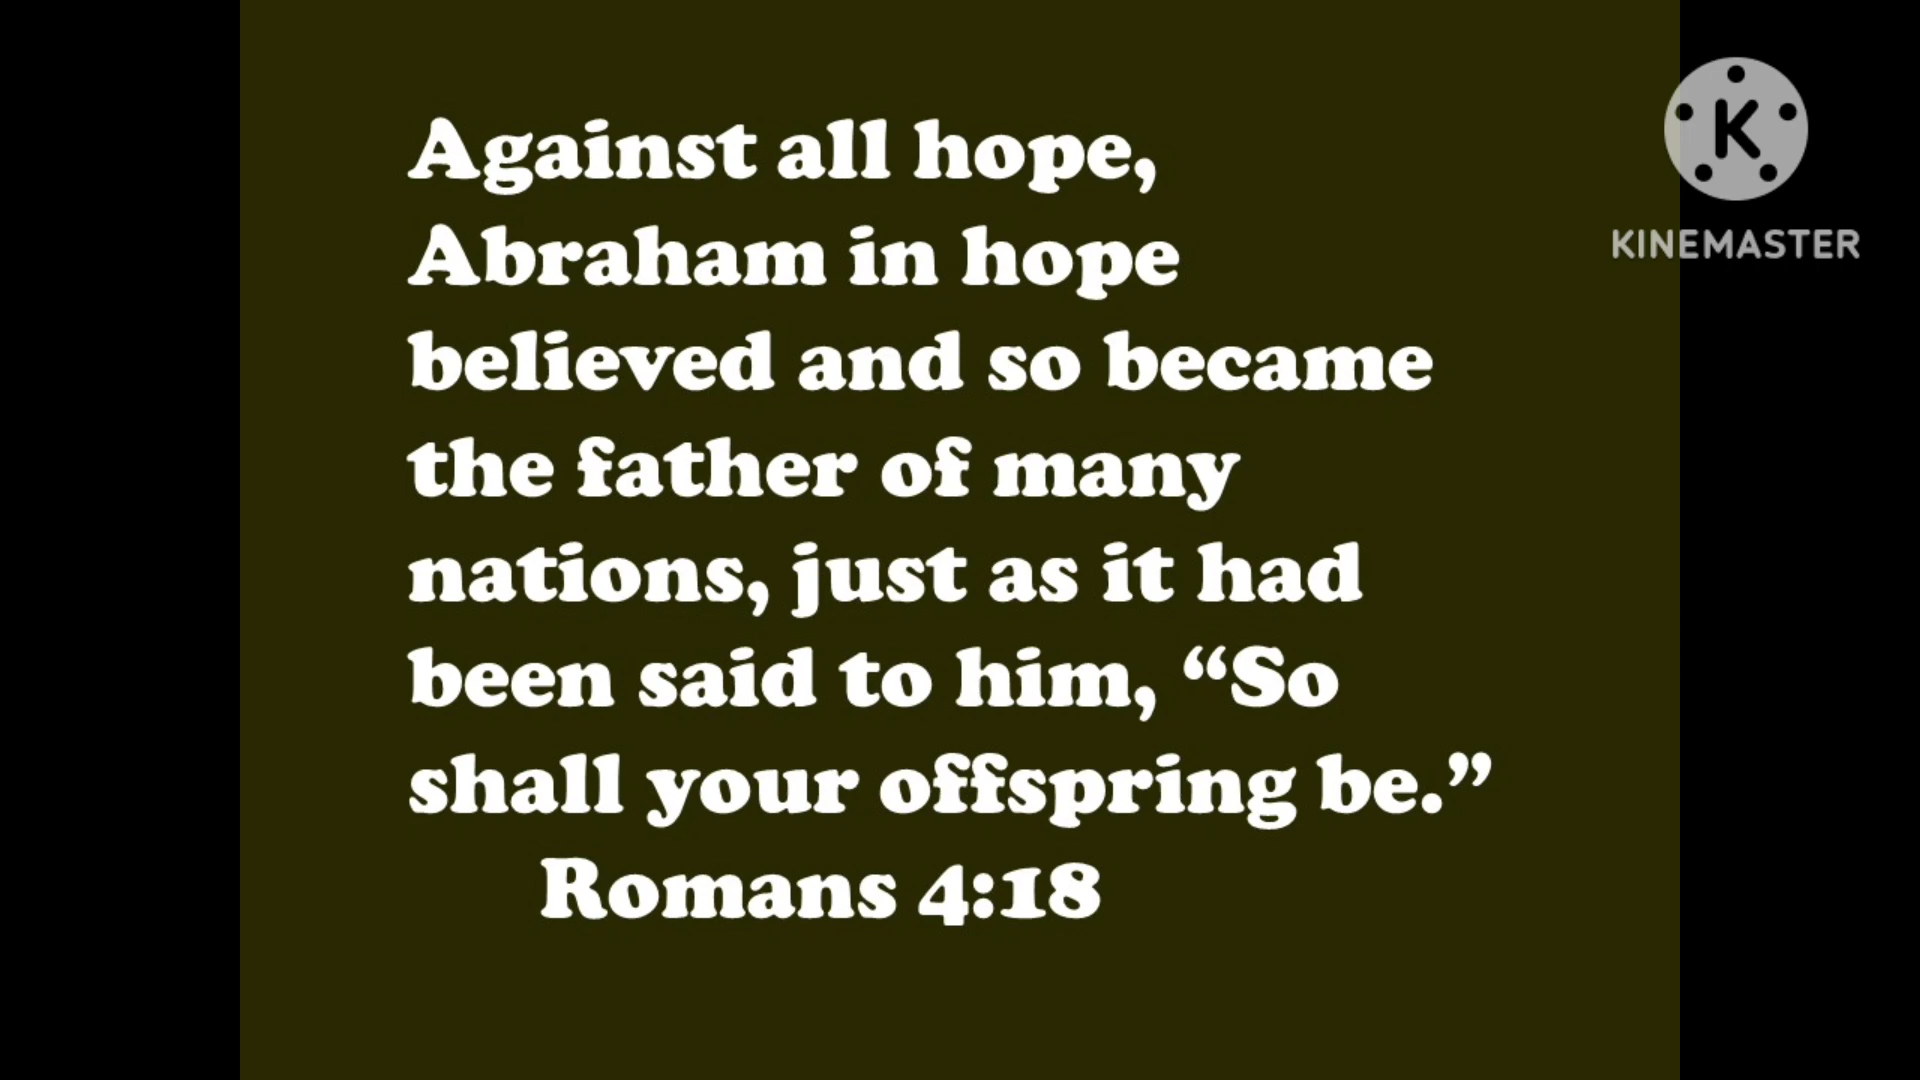 Against all hope,
Abraham in hope
believed and so became
the father of many
nations, just as it had
been said to him, “So
shall your offspring be.”
Romans 4:18
K
KINEMASTER